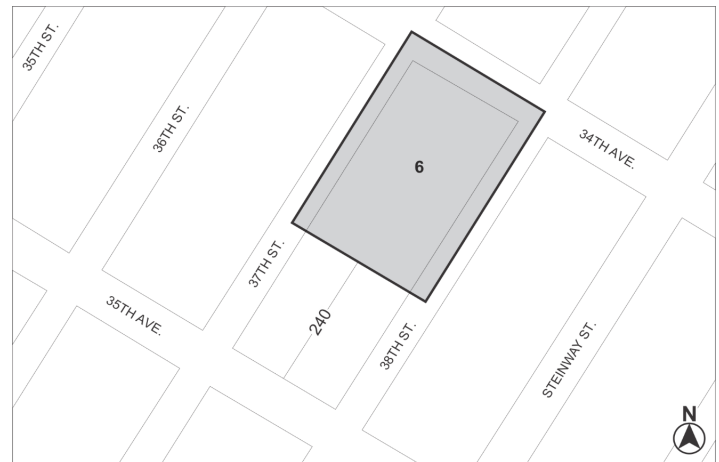 35TH ST.
36TH ST.
6
34TH AVE.
37TH ST.
35TH AVE.
240
38TH ST.
STEINWAY ST.
N